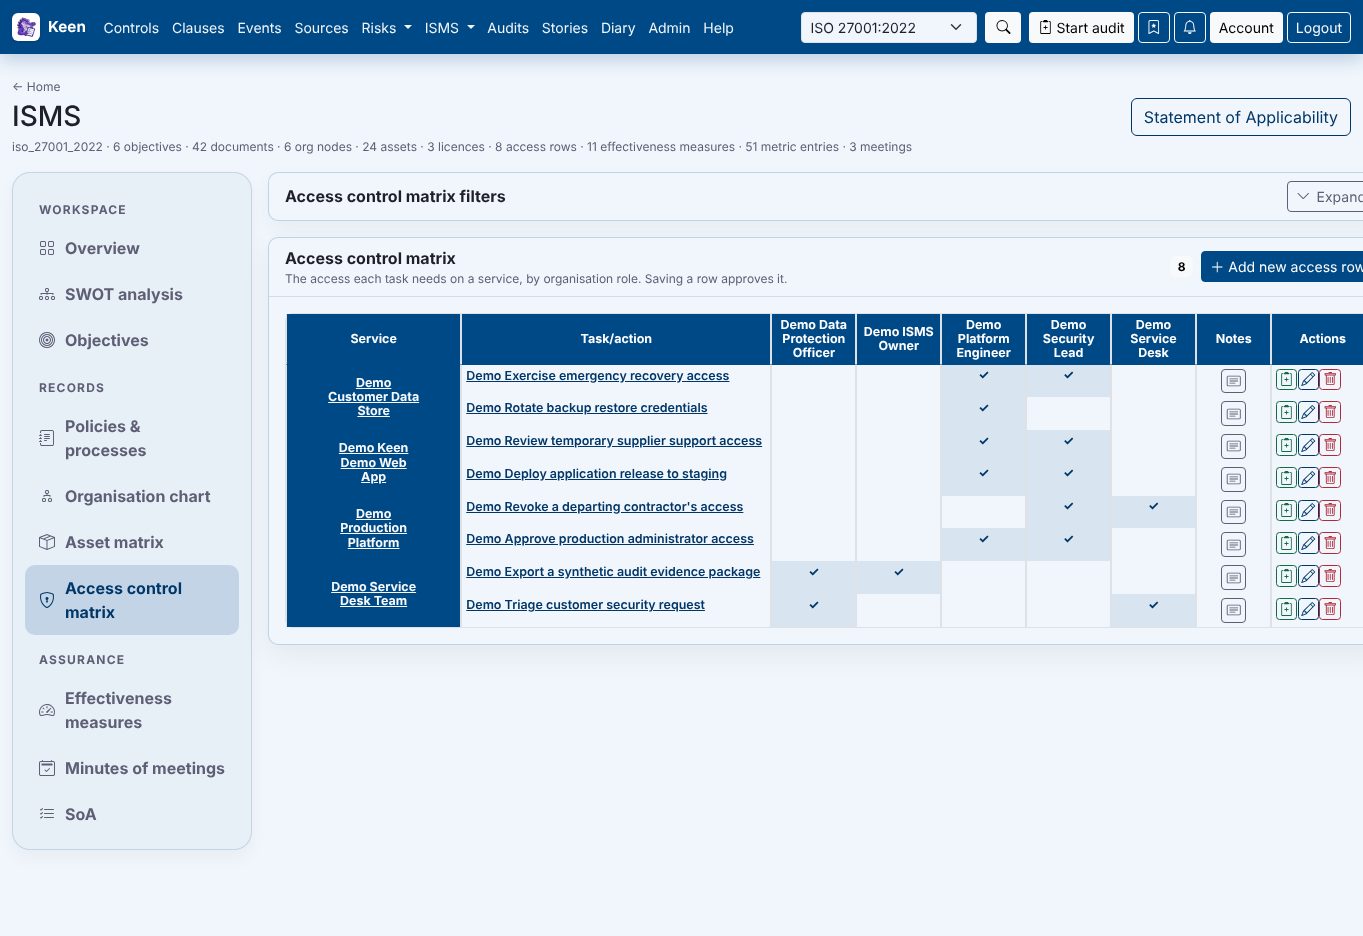 Keen Controls Clauses Events Sources Risks ISMS Audits Stories Diary Admin Help ISO 27001:2022 Start audit Account Logout
← Home
ISMS
Statement of Applicability
iso_27001_2022 · 6 objectives · 42 documents · 6 org nodes · 24 assets · 3 licences · 8 access rows · 11 effectiveness measures · 51 metric entries · 3 meetings
WORKSPACE
Overview
SWOT analysis
Objectives
RECORDS
Policies &
processes
Organisation chart
Asset matrix
Access control
matrix
ASSURANCE
Effectiveness
measures
Minutes of meetings
SoA
Access control matrix filters
Expand
Access control matrix
The access each task needs on a service, by organisation role. Saving a row approves it.
8
+ Add new access row
Service
Task/action
Demo Data
Protection
Officer
Demo ISMS
Owner
Demo
Platform
Engineer
Demo
Security
Lead
Demo
Service
Desk
Notes
Actions
Demo
Customer Data
Store
Demo Exercise emergency recovery access
Demo Rotate backup restore credentials
Demo Keen
Demo Web
App
Demo Review temporary supplier support access
Demo Deploy application release to staging
Demo
Production
Platform
Demo Revoke a departing contractor's access
Demo Approve production administrator access
Demo Service
Desk Team
Demo Export a synthetic audit evidence package
Demo Triage customer security request